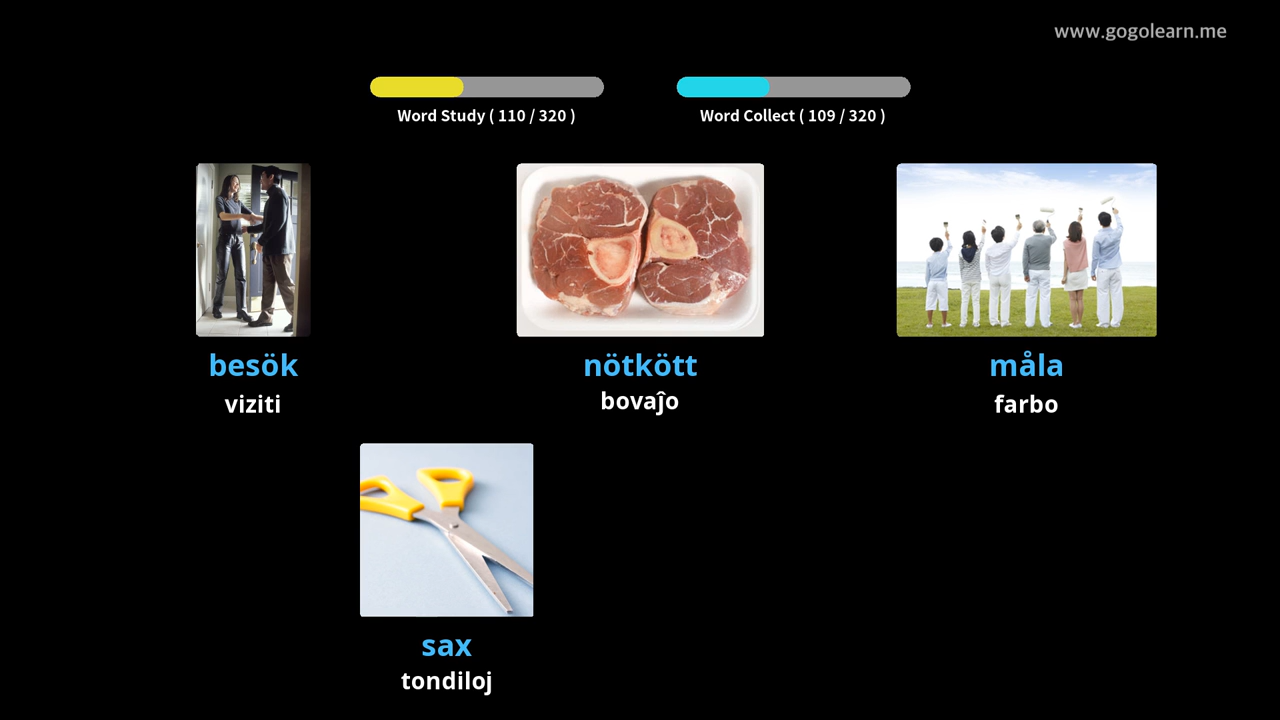 www.gogolearn.me
Word Study ( 110 / 320 )
Word Collect ( 109 / 320 )
besök
viziti
nötkött
bovaĵo
måla
farbo
sax
tondiloj